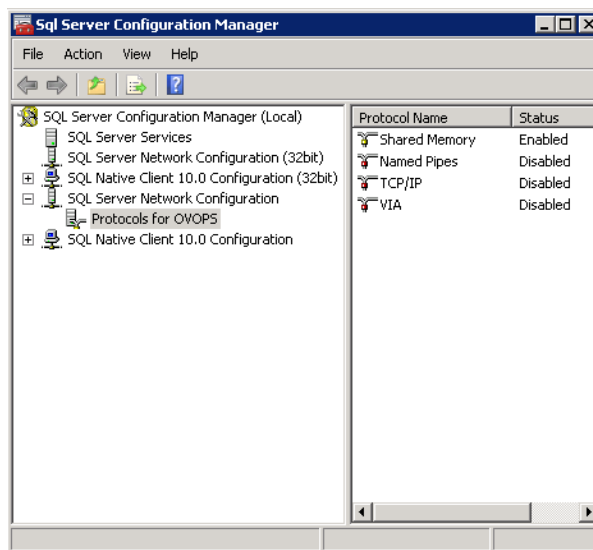 Sql Server Configuration Manager
File Action View Help
SQL Server Configuration Manager (Local)
SQL Server Services
SQL Server Network Configuration (32bit)
SQL Native Client 10.0 Configuration (32bit)
SQL Server Network Configuration
Protocols for OVOPS
SQL Native Client 10.0 Configuration
Protocol Name Status
Shared Memory Enabled
Named Pipes Disabled
TCP/IP Disabled
VIA Disabled